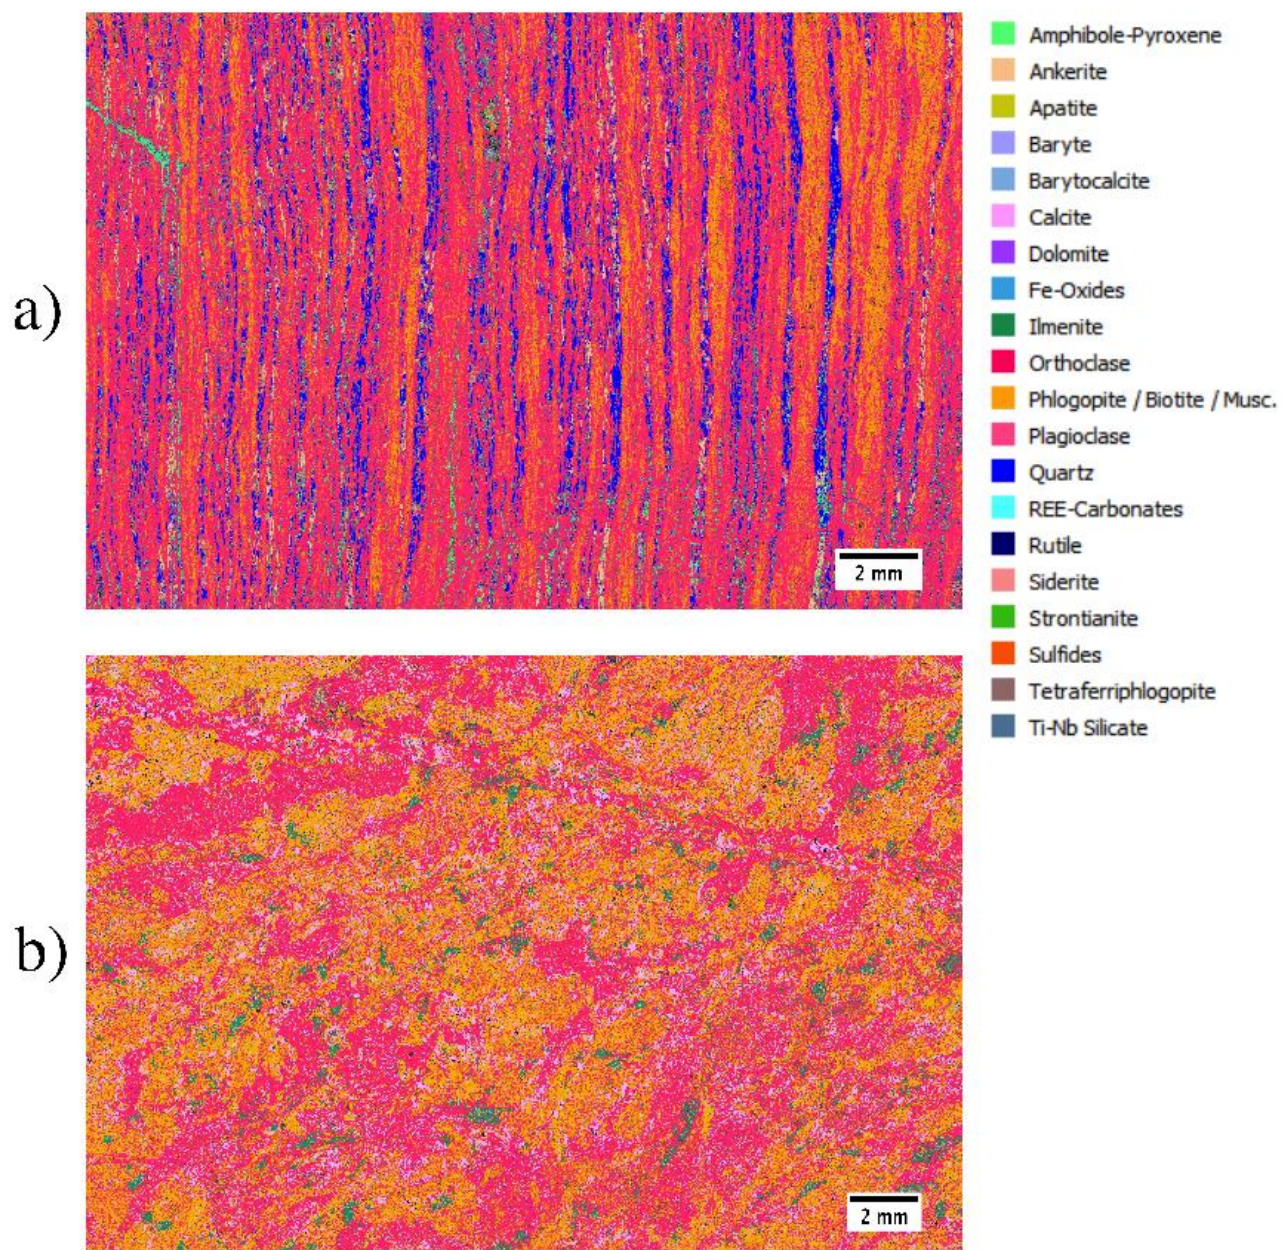 a)
2 mm
b)
2 mm
Amphibole-Pyroxene
Ankerite
Apatite
Baryte
Barytocalcite
Calcite
Dolomite
Fe-Oxides
Ilmenite
Orthoclase
Phlogopite / Biotite / Musc.
Plagioclase
Quartz
REE-Carbonates
Rutile
Siderite
Strontianite
Sulfides
Tetraferriphlogopite
Ti-Nb Silicate